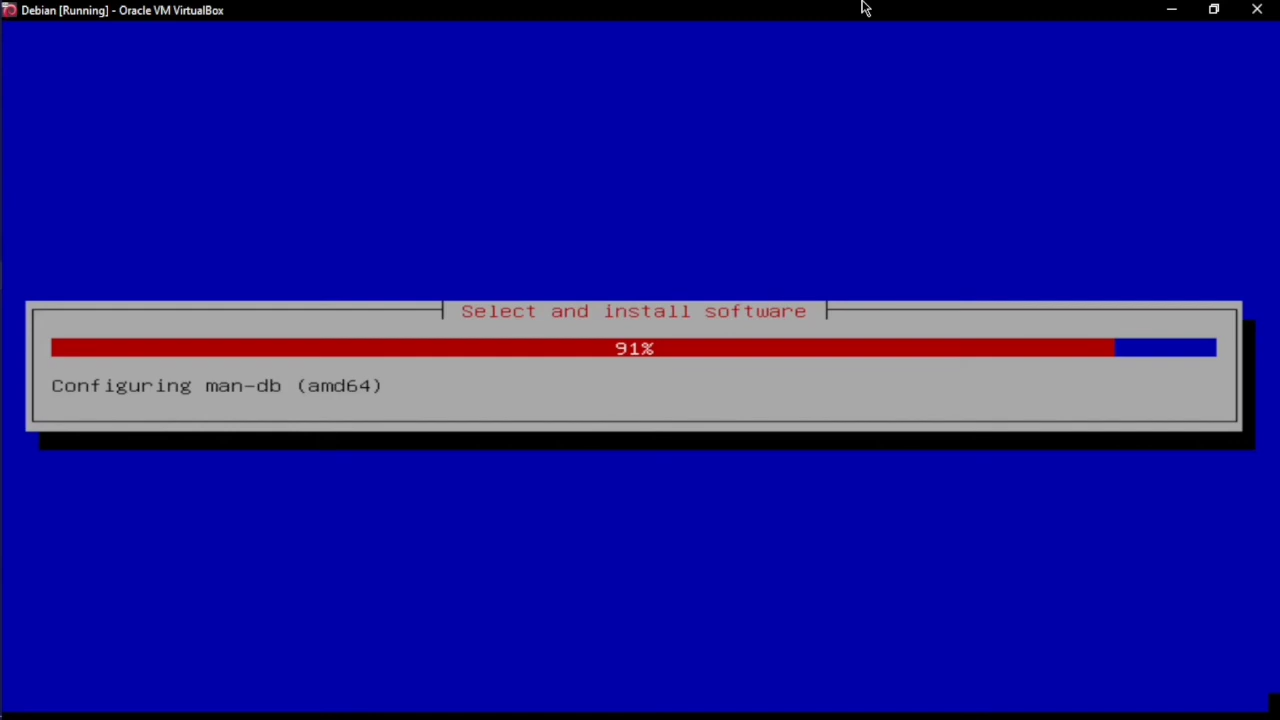 Debian [Running] - Oracle VM VirtualBox
Select and install software
91%
Configuring man-db (amd64)